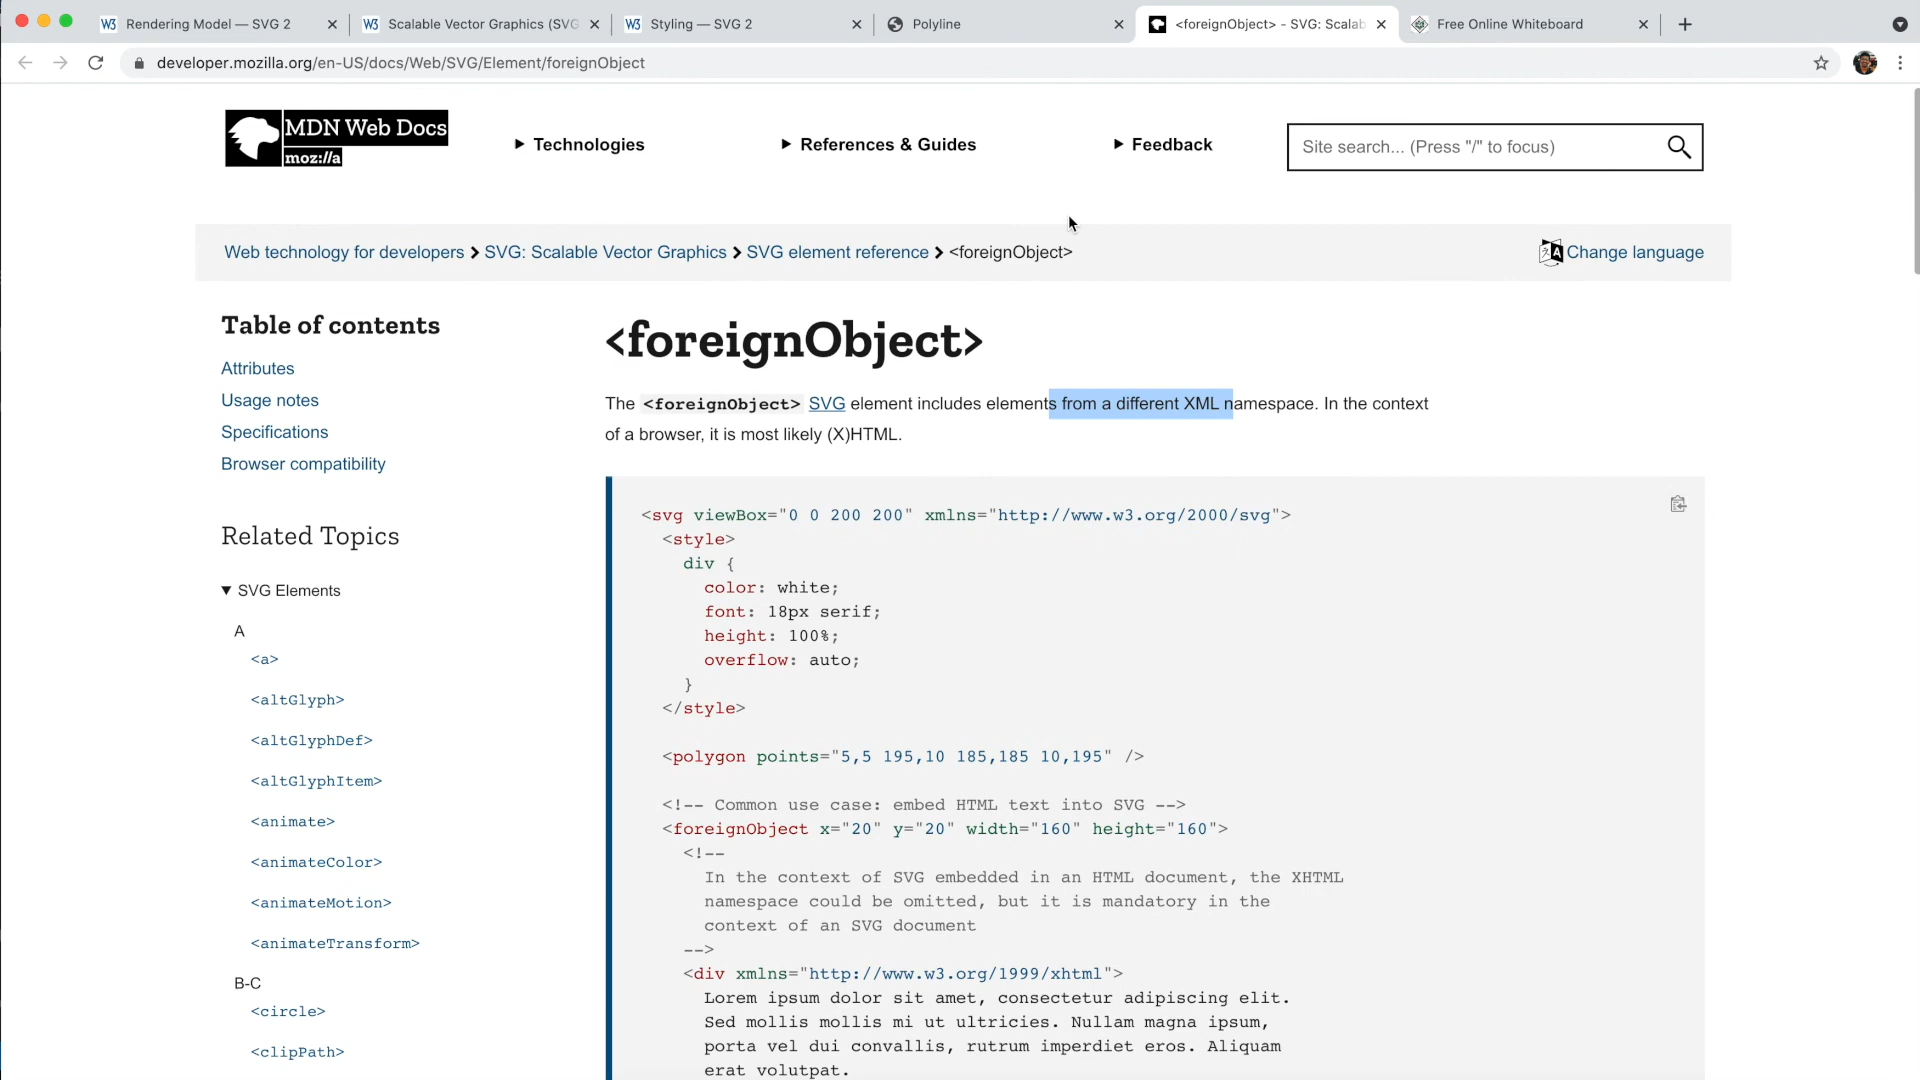 Rendering Model — SVG 2
Scalable Vector Graphics (SVG
Styling — SVG 2
Polyline
<foreignObject> - SVG: Scalab
Free Online Whiteboard
developer.mozilla.org/en-US/docs/Web/SVG/Element/foreignObject
MDN Web Docs
moz://a
Technologies
References & Guides
Feedback
Site search... (Press "/" to focus)
Web technology for developers > SVG: Scalable Vector Graphics > SVG element reference > <foreignObject>
Change language
Table of contents
Attributes
Usage notes
Specifications
Browser compatibility
Related Topics
SVG Elements
A
<a>
<altGlyph>
<altGlyphDef>
<altGlyphItem>
<animate>
<animateColor>
<animateMotion>
<animateTransform>
B-C
<circle>
<clipPath>
<foreignObject>
The <foreignObject> SVG element includes elements from a different XML namespace. In the context
of a browser, it is most likely (X)HTML.
<svg viewBox="0 0 200 200" xmlns="http://www.w3.org/2000/svg">
<style>
div {
color: white;
font: 18px serif;
height: 100%;
overflow: auto;
}
</style>
<polygon points="5,5 195,10 185,185 10,195" />
<!-- Common use case: embed HTML text into SVG -->
<foreignObject x="20" y="20" width="160" height="160">
<!--
In the context of SVG embedded in an HTML document, the XHTML
namespace could be omitted, but it is mandatory in the
context of an SVG document
-->
<div xmlns="http://www.w3.org/1999/xhtml">
Lorem ipsum dolor sit amet, consectetur adipiscing elit.
Sed mollis mollis mi ut ultricies. Nullam magna ipsum,
porta vel dui convallis, rutrum imperdiet eros. Aliquam
erat volutpat.